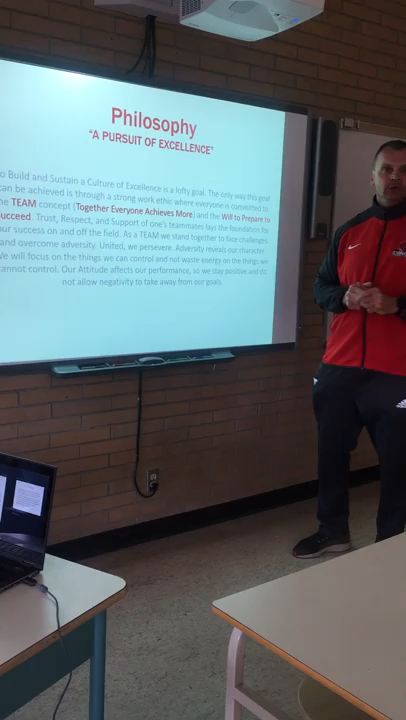 Philosophy
"A PURSUIT OF EXCELLENCE"
o Build and Sustain a Culture of Excellence is a lofty goal. The only way this goal
can be achieved is through a strong work ethic where everyone is committed to
he TEAM concept (Together Everyone Achieves More) and the Will to Prepare to
ucceed. Trust, Respect, and Support of one's teammates lays the foundation for
ur success on and off the field. As a TEAM we stand together to face challenges
and overcome adversity. United, we persevere. Adversity reveals our character.
We will focus on the things we can control and not waste energy on the things we
cannot control. Our Attitude affects our performance, so we stay positive and do
not allow negativity to take away from our goals.